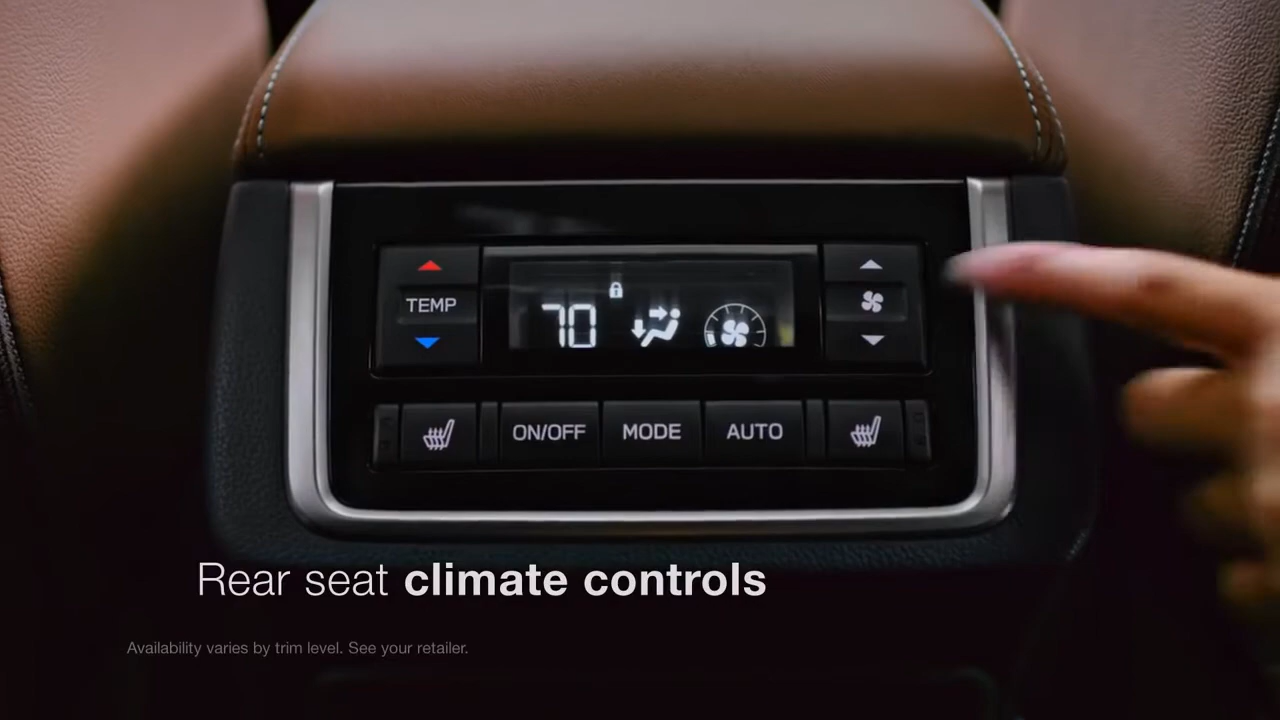 TEMP
70
ON/OFF
MODE
AUTO
Rear seat climate controls
Availability varies by trim level. See your retailer.